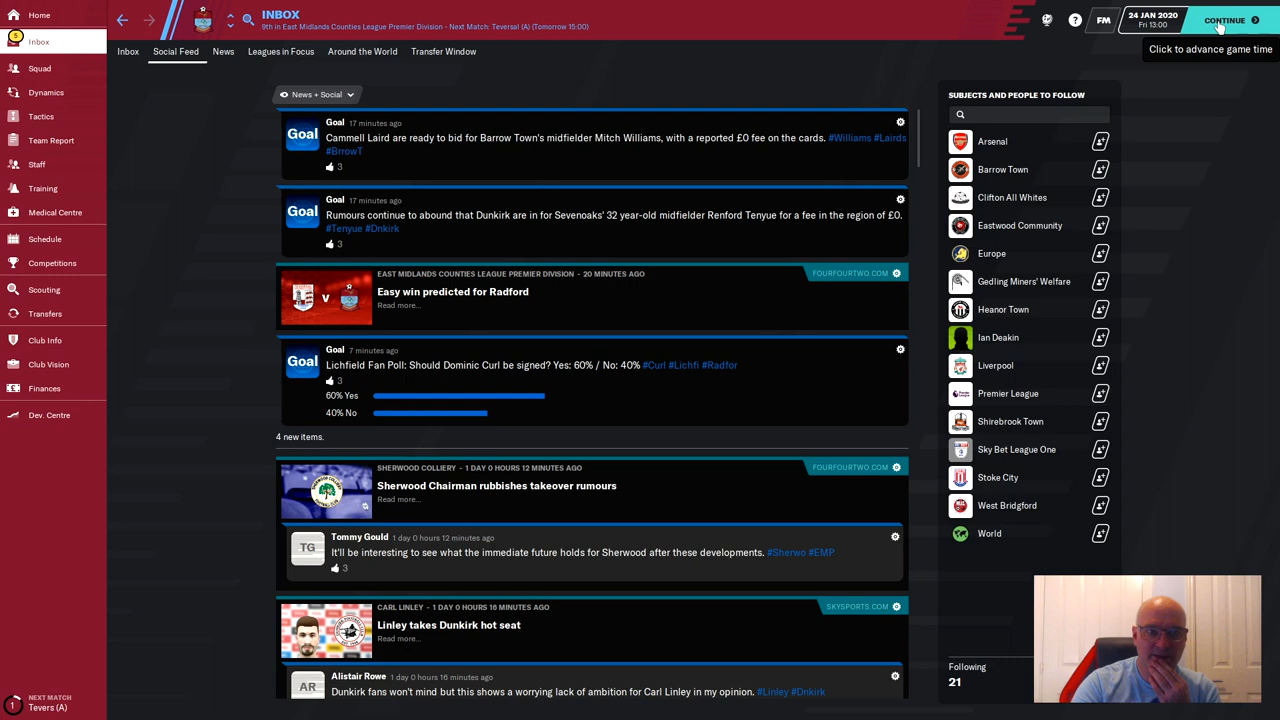 Home
5
Inbox
Squad
Dynamics
Tactics
Team Report
Staff
Training
Medical Centre
Schedule
Competitions
Scouting
Transfers
Club Info
Club Vision
Finances
Dev. Centre
1
NEXT MATCH
Tevers (A)
INBOX
9th in East Midlands Counties League Premier Division - Next Match: Teversal (A) (Tomorrow 15:00)
?
FM
24 JAN 2020
Fri 13:00
CONTINUE
Click to advance game time
Inbox
Social Feed
News
Leagues in Focus
Around the World
Transfer Window
News + Social
Goal
Goal 17 minutes ago
Cammell Laird are ready to bid for Barrow Town's midfielder Mitch Williams, with a reported £0 fee on the cards. #Williams #Lairds
#BrrowT
3
Goal
Goal 17 minutes ago
Rumours continue to abound that Dunkirk are in for Sevenoaks' 32 year-old midfielder Renford Tenyue for a fee in the region of £0.
#Tenyue #Dnkirk
3
EAST MIDLANDS COUNTIES LEAGUE PREMIER DIVISION - 20 MINUTES AGO
FOURFOURTWO.COM
V
Easy win predicted for Radford
Read more...
Goal
Goal 7 minutes ago
Lichfield Fan Poll: Should Dominic Curl be signed? Yes: 60% / No: 40% #Curl #Lichfi #Radfor
3
60% Yes
40% No
4 new items.
SHERWOOD COLLIERY - 1 DAY 0 HOURS 12 MINUTES AGO
FOURFOURTWO.COM
Sherwood Chairman rubbishes takeover rumours
Read more...
TG
Tommy Gould 1 day 0 hours 12 minutes ago
It'll be interesting to see what the immediate future holds for Sherwood after these developments. #Sherwo #EMP
3
CARL LINLEY - 1 DAY 0 HOURS 16 MINUTES AGO
SKYSPORTS.COM
Linley takes Dunkirk hot seat
Read more...
AR
Alistair Rowe 1 day 0 hours 16 minutes ago
Dunkirk fans won't mind but this shows a worrying lack of ambition for Carl Linley in my opinion. #Linley #Dnkirk
SUBJECTS AND PEOPLE TO FOLLOW
Arsenal
Barrow Town
Clifton All Whites
Eastwood Community
Europe
Gedling Miners' Welfare
Heanor Town
Ian Deakin
Liverpool
Premier League
Shirebrook Town
Sky Bet League One
Stoke City
West Bridgford
World
Following
21